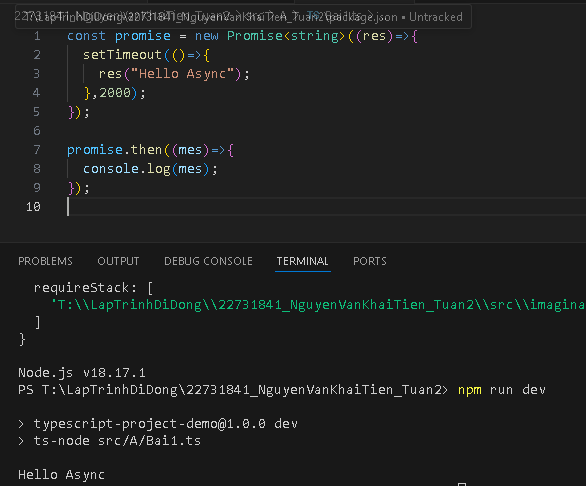 T:\LapTrinhDiDong\22731841_NguyenVanKhaiTien_Tuan2\package.json • Untracked
1 const promise = new Promise<string>((res)=>{
2 setTimeout(()=>{
3 res("Hello Async");
4 },2000);
5 });
6
7 promise.then((mes)=>{
8 console.log(mes);
9 });
10
PROBLEMS OUTPUT DEBUG CONSOLE TERMINAL PORTS
requireStack: [
'T:\\LapTrinhDiDong\\22731841_NguyenVanKhaiTien_Tuan2\\src\\imagina
]
}
Node.js v18.17.1
PS T:\LapTrinhDiDong\22731841_NguyenVanKhaiTien_Tuan2> npm run dev
> typescript-project-demo@1.0.0 dev
> ts-node src/A/Bai1.ts
Hello Async